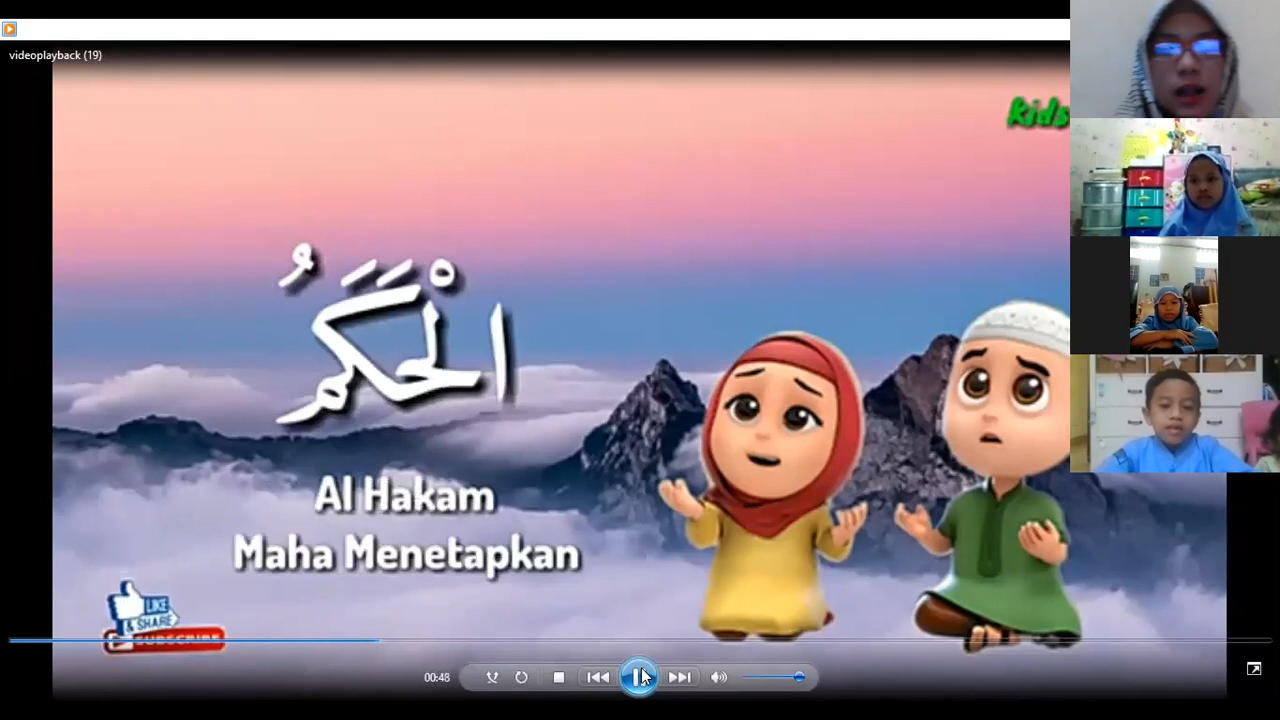 videoplayback (19)
Kids
الْحَكَمُ
Al Hakam
Maha Menetapkan
LIKE
& SHARE
SUBSCRIBE
00:48